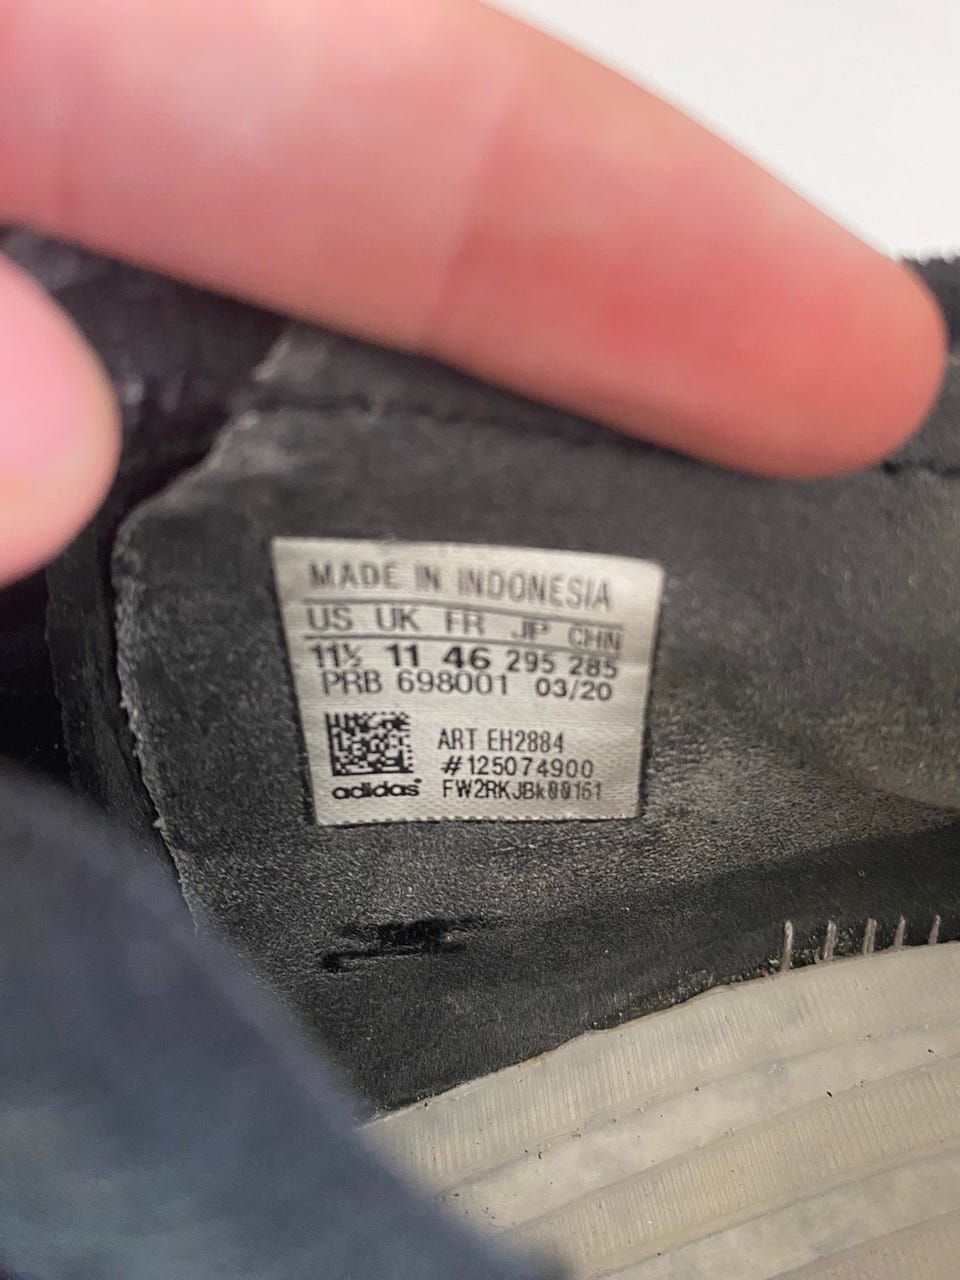 MADE IN INDONESIA
US UK FR JP CHN
11½ 11 46 295 285
PRB 698001 03/20
ART EH2884
#125074900
adidas FW2RKJBk00161